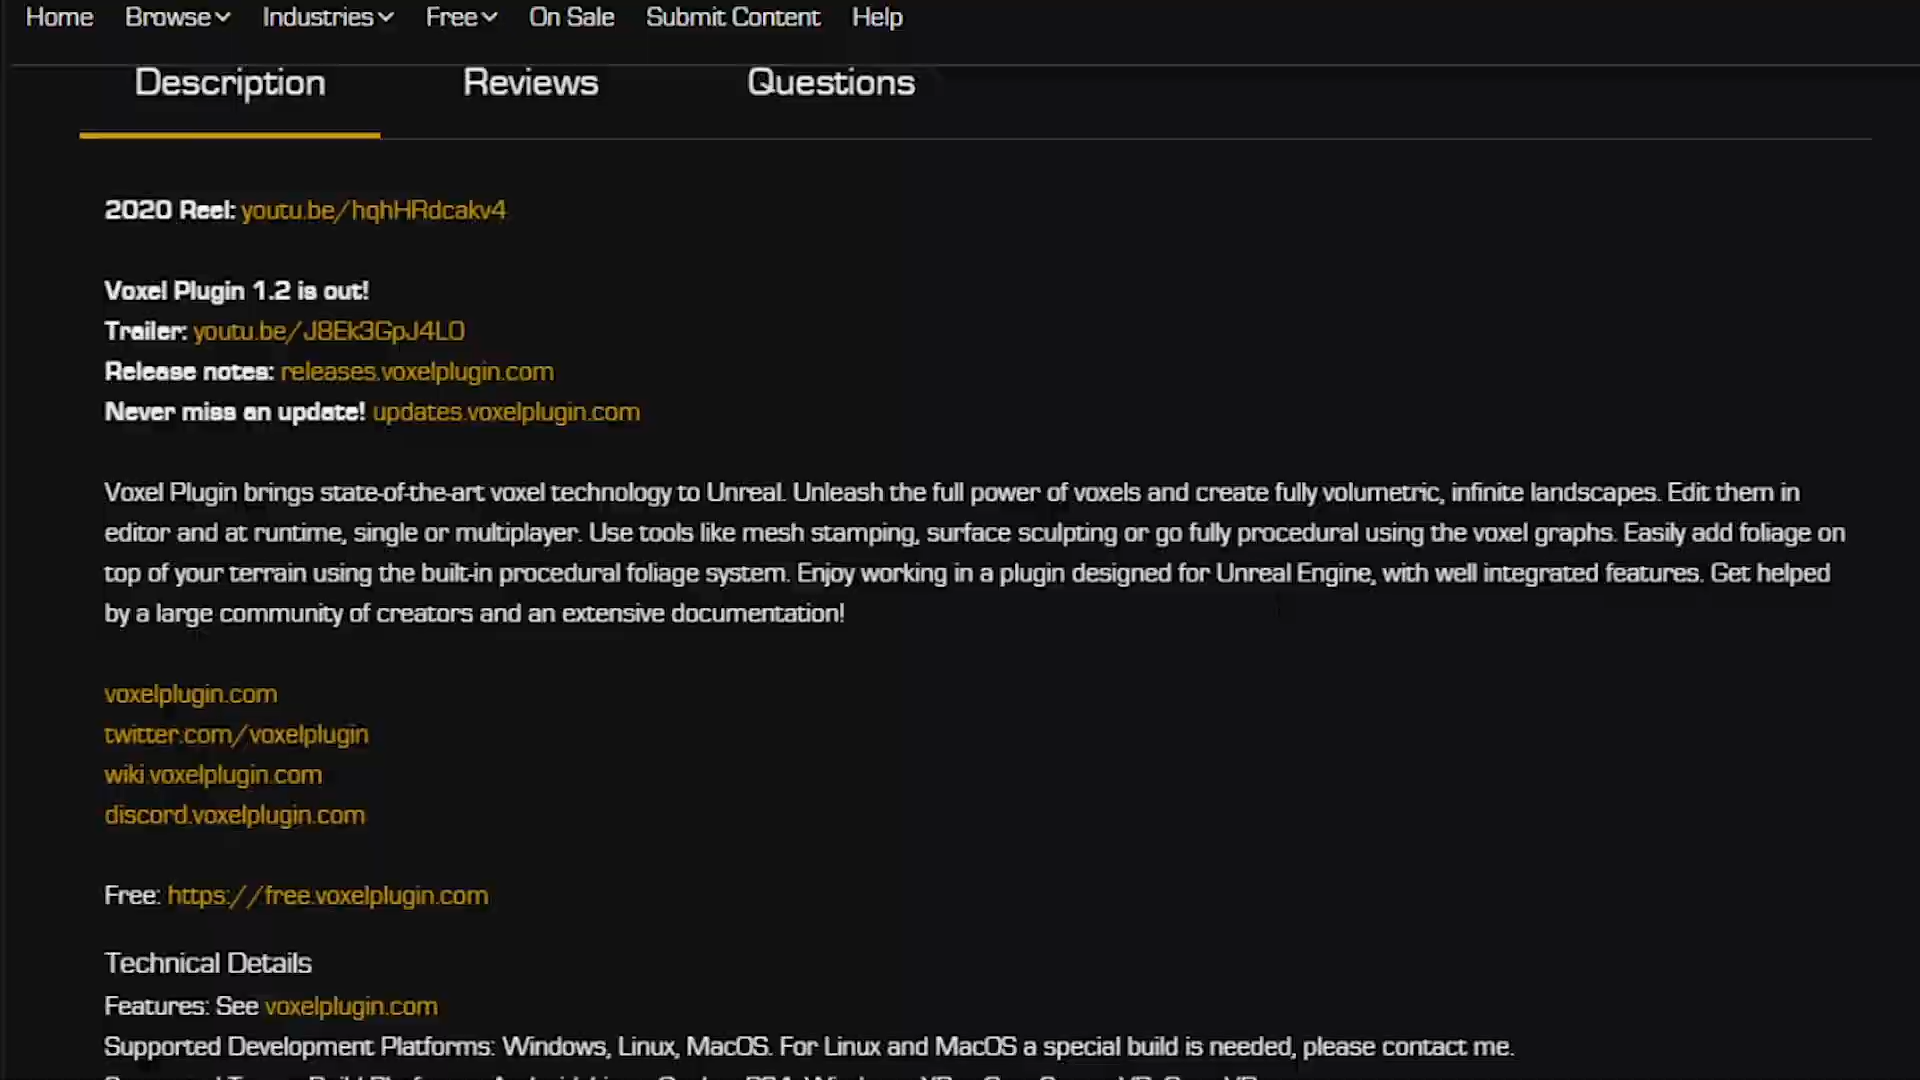 Home Browse Industries Free On Sale Submit Content Help
Description Reviews Questions
2020 Reel: youtu.be/hqhHRdcakv4
Voxel Plugin 1.2 is out!
Trailer: youtu.be/J8Ek3GpJ4L0
Release notes: releases.voxelplugin.com
Never miss an update! updates.voxelplugin.com
Voxel Plugin brings state-of-the-art voxel technology to Unreal. Unleash the full power of voxels and create fully volumetric, infinite landscapes. Edit them in
editor and at runtime, single or multiplayer. Use tools like mesh stamping, surface sculpting or go fully procedural using the voxel graphs. Easily add foliage on
top of your terrain using the built-in procedural foliage system. Enjoy working in a plugin designed for Unreal Engine, with well integrated features. Get helped
by a large community of creators and an extensive documentation!
voxelplugin.com
twitter.com/voxelplugin
wiki.voxelplugin.com
discord.voxelplugin.com
Free: https://free.voxelplugin.com
Technical Details
Features: See voxelplugin.com
Supported Development Platforms: Windows, Linux, MacOS. For Linux and MacOS a special build is needed, please contact me.